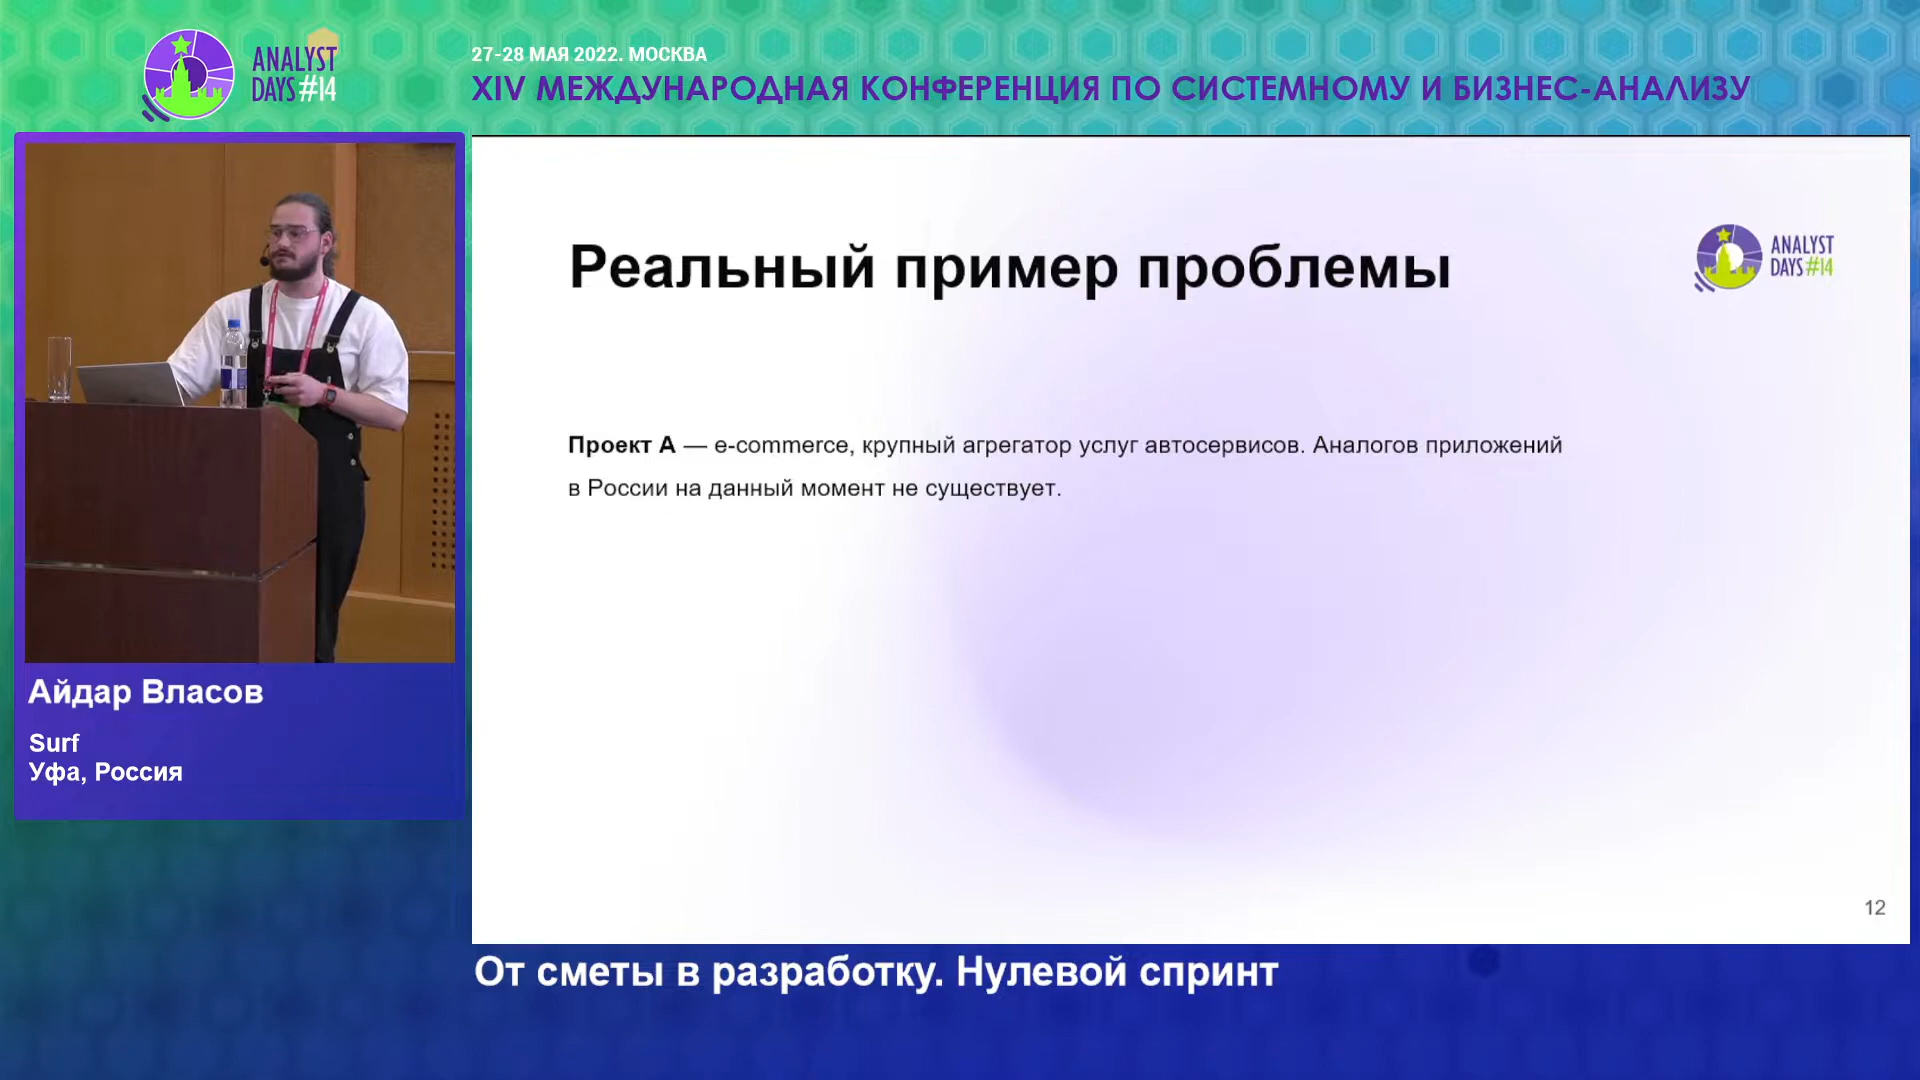 ANALYST
DAYS#14
27-28 МАЯ 2022. МОСКВА
XIV МЕЖДУНАРОДНАЯ КОНФЕРЕНЦИЯ ПО СИСТЕМНОМУ И БИЗНЕС-АНАЛИЗУ
Реальный пример проблемы
ANALYST
DAYS#14
Проект А — e-commerce, крупный агрегатор услуг автосервисов. Аналогов приложений
в России на данный момент не существует.
12
Айдар Власов
Surf
Уфа, Россия
От сметы в разработку. Нулевой спринт